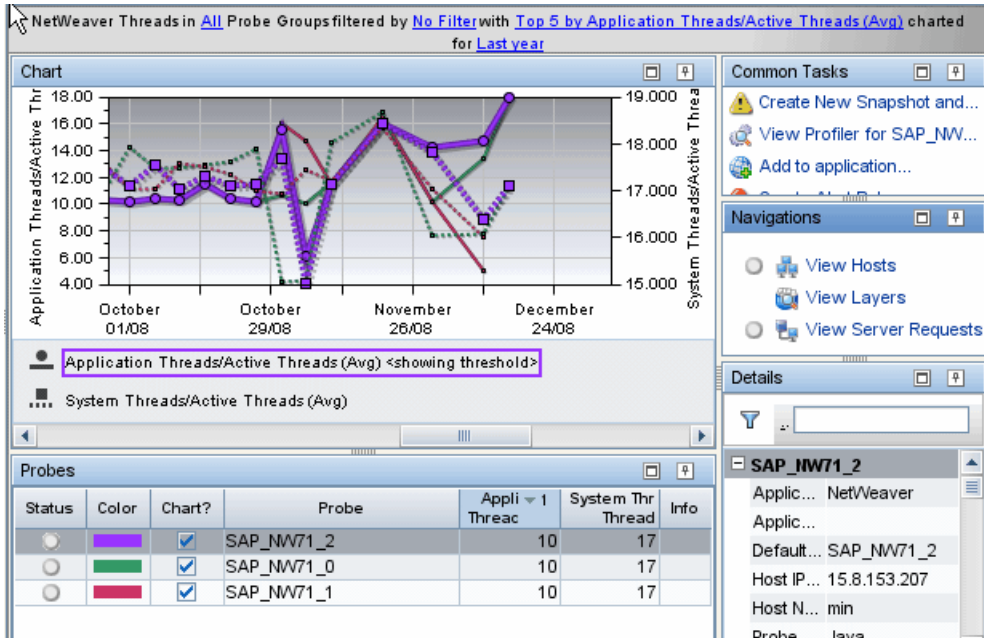 NetWeaver Threads in All Probe Groups filtered by No Filter with Top 5 by Application Threads/Active Threads (Avg) charted
for Last year
Chart
Application Threads/Active Thr
18.00
16.00
14.00
12.00
10.00
8.00
6.00
4.00
19.000
18.000
17.000
16.000
15.000
System Threads/Active Threa
October
01/08
October
29/08
November
26/08
December
24/08
Application Threads/Active Threads (Avg) <showing threshold>
System Threads/Active Threads (Avg)
Probes
Status Color Chart? Probe Appli 1 Threac System Thr Thread Info
SAP_NW71_2 10 17
SAP_NW71_0 10 17
SAP_NW71_1 10 17
Common Tasks
Create New Snapshot and...
View Profiler for SAP_NW...
Add to application...
Navigations
View Hosts
View Layers
View Server Requests
Details
SAP_NW71_2
Applic... NetWeaver
Applic...
Default... SAP_NW71_2
Host IP... 15.8.153.207
Host N... min
Probe Java